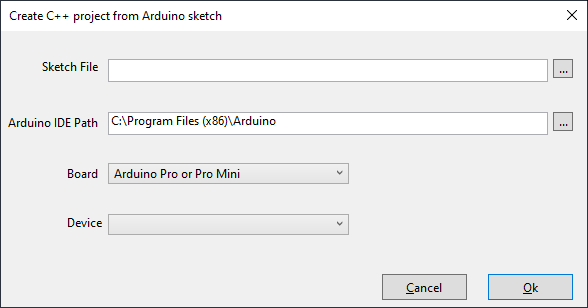 Create C++ project from Arduino sketch
Sketch File
...
Arduino IDE Path C:\Program Files (x86)\Arduino ...
Board Arduino Pro or Pro Mini
Device
Cancel Ok